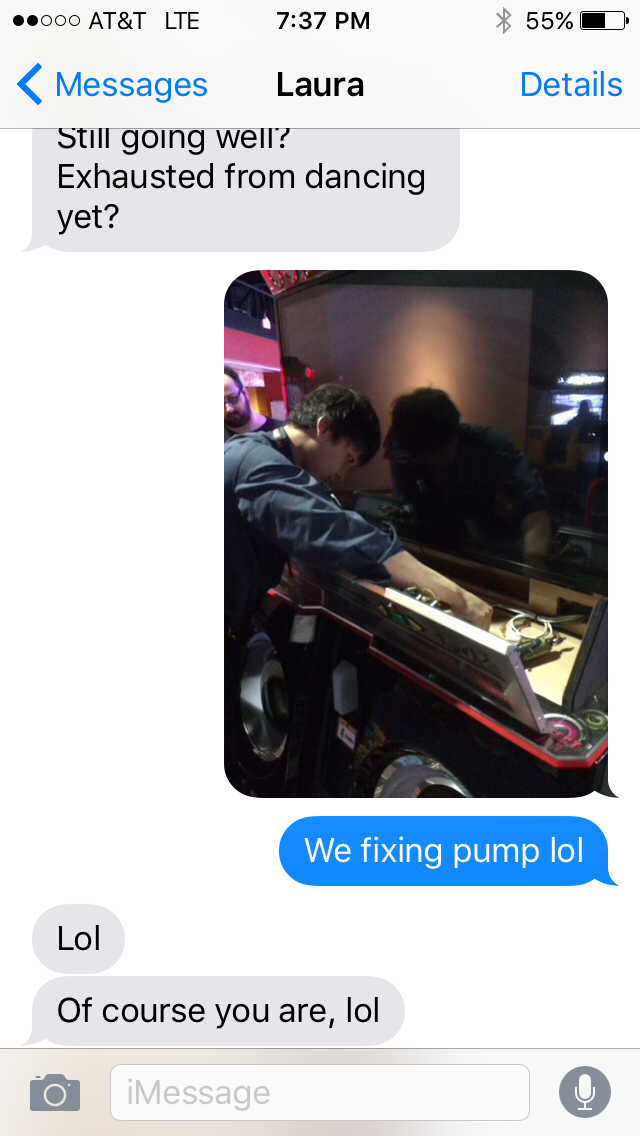 AT&T LTE 7:37 PM 55%
Messages Laura Details
Still going well?
Exhausted from dancing
yet?
We fixing pump lol
Lol
Of course you are, lol
iMessage